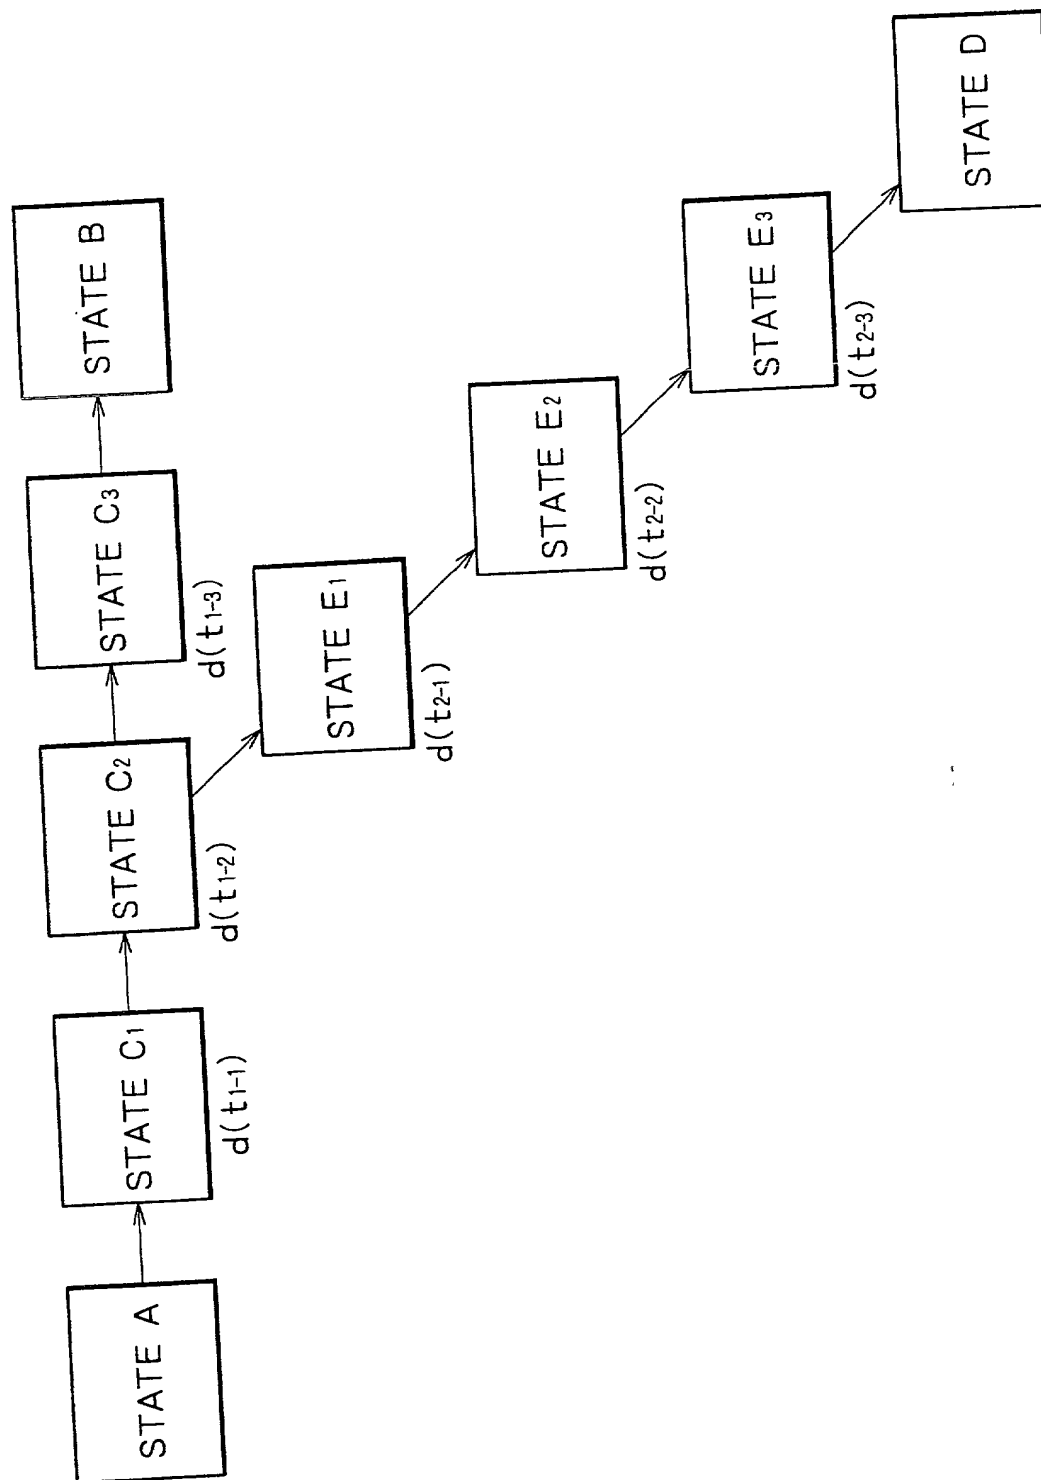 STATE A
STATE C1
d(t1-1)
STATE C2
d(t1-2)
STATE C3
d(t1-3)
STATE B
STATE E1
d(t2-1)
STATE E2
d(t2-2)
STATE E3
d(t2-3)
STATE D